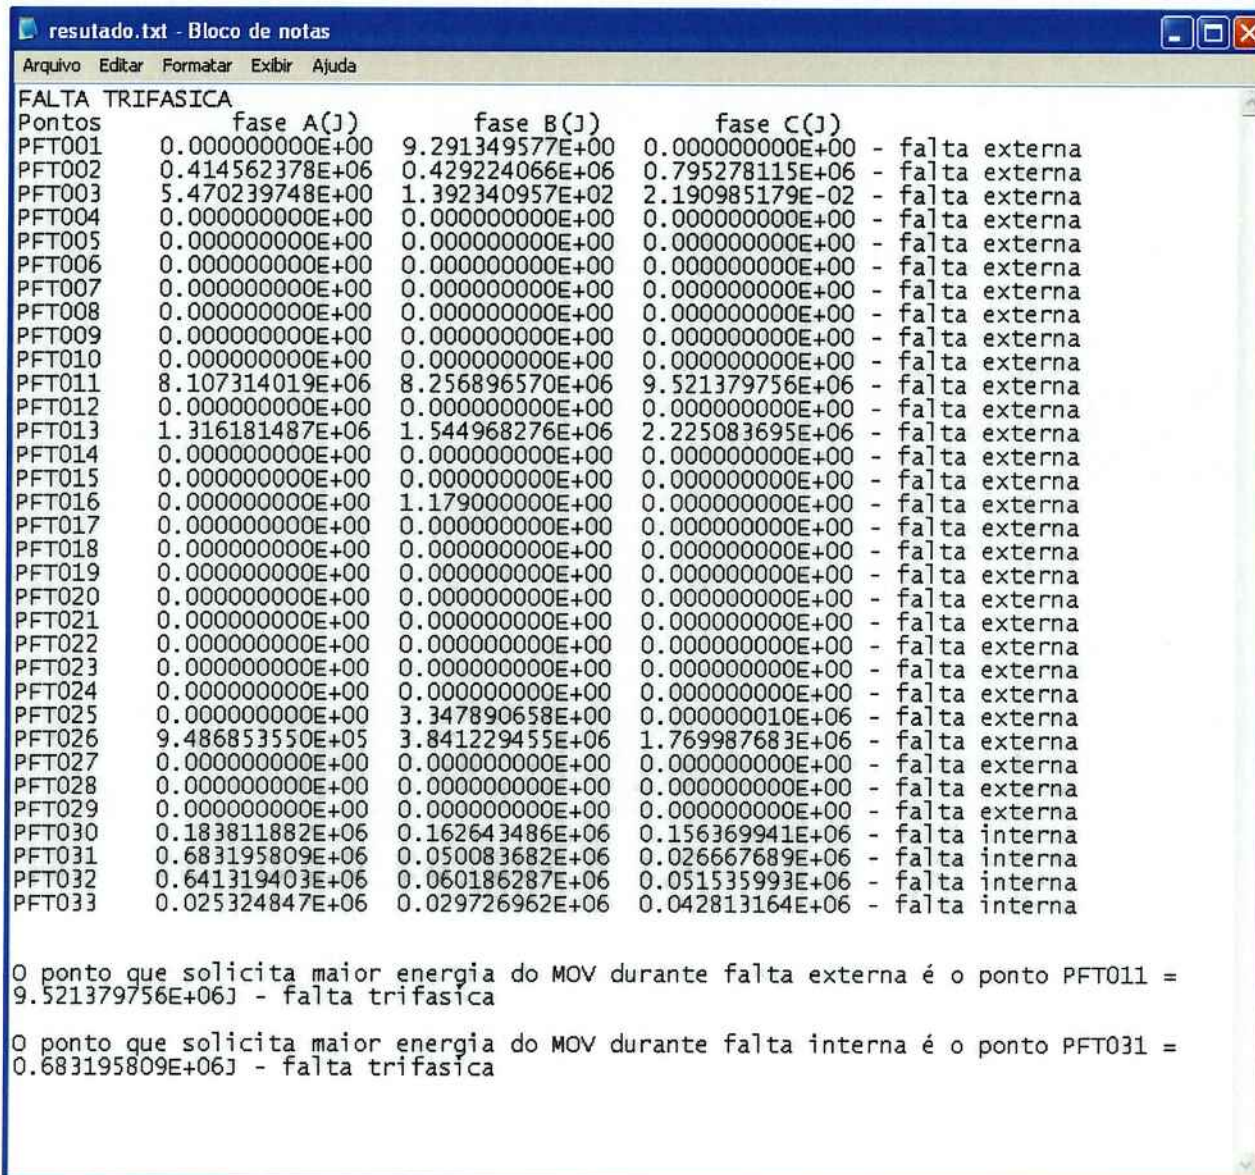 resutado.txt - Bloco de notas
Arquivo Editar Formatar Exibir Ajuda
FALTA TRIFASICA
Pontos fase A(J) fase B(J) fase C(J)
PFT001 0.000000000E+00 9.291349577E+00 0.000000000E+00 - falta externa
PFT002 0.414562378E+06 0.429224066E+06 0.795278115E+06 - falta externa
PFT003 5.470239748E+00 1.392340957E+02 2.190985179E-02 - falta externa
PFT004 0.000000000E+00 0.000000000E+00 0.000000000E+00 - falta externa
PFT005 0.000000000E+00 0.000000000E+00 0.000000000E+00 - falta externa
PFT006 0.000000000E+00 0.000000000E+00 0.000000000E+00 - falta externa
PFT007 0.000000000E+00 0.000000000E+00 0.000000000E+00 - falta externa
PFT008 0.000000000E+00 0.000000000E+00 0.000000000E+00 - falta externa
PFT009 0.000000000E+00 0.000000000E+00 0.000000000E+00 - falta externa
PFT010 0.000000000E+00 0.000000000E+00 0.000000000E+00 - falta externa
PFT011 8.107314019E+06 8.256896570E+06 9.521379756E+06 - falta externa
PFT012 0.000000000E+00 0.000000000E+00 0.000000000E+00 - falta externa
PFT013 1.316181487E+06 1.544968276E+06 2.225083695E+06 - falta externa
PFT014 0.000000000E+00 0.000000000E+00 0.000000000E+00 - falta externa
PFT015 0.000000000E+00 0.000000000E+00 0.000000000E+00 - falta externa
PFT016 0.000000000E+00 1.179000000E+00 0.000000000E+00 - falta externa
PFT017 0.000000000E+00 0.000000000E+00 0.000000000E+00 - falta externa
PFT018 0.000000000E+00 0.000000000E+00 0.000000000E+00 - falta externa
PFT019 0.000000000E+00 0.000000000E+00 0.000000000E+00 - falta externa
PFT020 0.000000000E+00 0.000000000E+00 0.000000000E+00 - falta externa
PFT021 0.000000000E+00 0.000000000E+00 0.000000000E+00 - falta externa
PFT022 0.000000000E+00 0.000000000E+00 0.000000000E+00 - falta externa
PFT023 0.000000000E+00 0.000000000E+00 0.000000000E+00 - falta externa
PFT024 0.000000000E+00 0.000000000E+00 0.000000000E+00 - falta externa
PFT025 0.000000000E+00 3.347890658E+00 0.000000010E+06 - falta externa
PFT026 9.486853550E+05 3.841229455E+06 1.769987683E+06 - falta externa
PFT027 0.000000000E+00 0.000000000E+00 0.000000000E+00 - falta externa
PFT028 0.000000000E+00 0.000000000E+00 0.000000000E+00 - falta externa
PFT029 0.000000000E+00 0.000000000E+00 0.000000000E+00 - falta externa
PFT030 0.183811882E+06 0.162643486E+06 0.156369941E+06 - falta interna
PFT031 0.683195809E+06 0.050083682E+06 0.026667689E+06 - falta interna
PFT032 0.641319403E+06 0.060186287E+06 0.051535993E+06 - falta interna
PFT033 0.025324847E+06 0.029726962E+06 0.042813164E+06 - falta interna
O ponto que solicita maior energia do MOV durante falta externa é o ponto PFT011 =
9.521379756E+06J - falta trifasica
O ponto que solicita maior energia do MOV durante falta interna é o ponto PFT031 =
0.683195809E+06J - falta trifasica